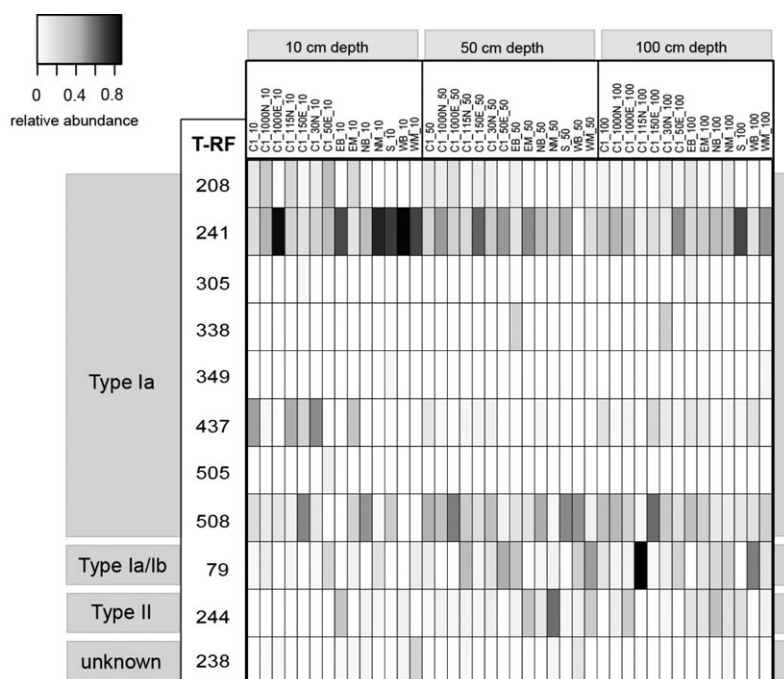 0 0.4 0.8
relative abundance
10 cm depth
50 cm depth
100 cm depth
T-RF
C1_10
C1_1000N_10
C1_1000E_10
C1_115N_10
C1_150E_10
C1_30N_10
C1_50E_10
EB_10
EM_10
NB_10
NM_10
S_10
WB_10
WM_10
C1_50
C1_1000N_50
C1_1000E_50
C1_115N_50
C1_150E_50
C1_30N_50
C1_50E_50
EB_50
EM_50
NB_50
NM_50
S_50
WB_50
WM_50
C1_100
C1_1000N_100
C1_1000E_100
C1_115N_100
C1_150E_100
C1_30N_100
C1_50E_100
EB_100
EM_100
NB_100
NM_100
S_100
WB_100
WM_100
Type Ia
208
241
305
338
349
437
505
508
Type Ia/Ib
79
Type II
244
unknown
238